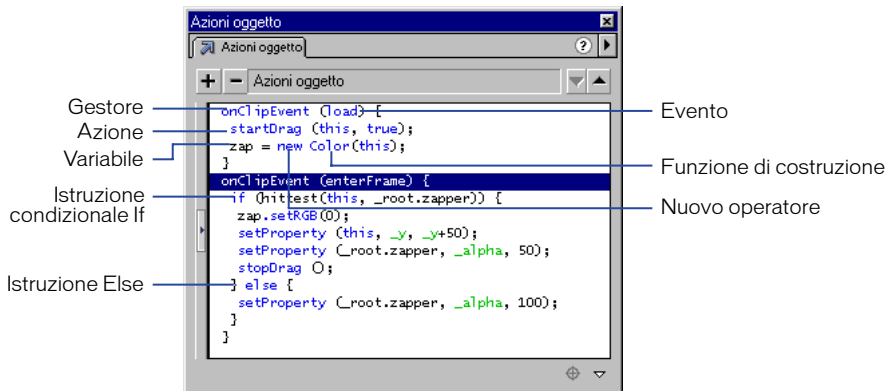 Azioni oggetto
Azioni oggetto
?
+ − Azioni oggetto
Gestore
Azione
Variabile
Istruzione
condizionale If
Istruzione Else
onClipEvent (load) {
startDrag (this, true);
zap = new Color(this);
}
onClipEvent (enterFrame) {
if (hittest(this, _root.zapper)) {
zap.setRGB(0);
setProperty (this, _y, _y+50);
setProperty (_root.zapper, _alpha, 50);
stopDrag ();
} else {
setProperty (_root.zapper, _alpha, 100);
}
}
Evento
Funzione di costruzione
Nuovo operatore